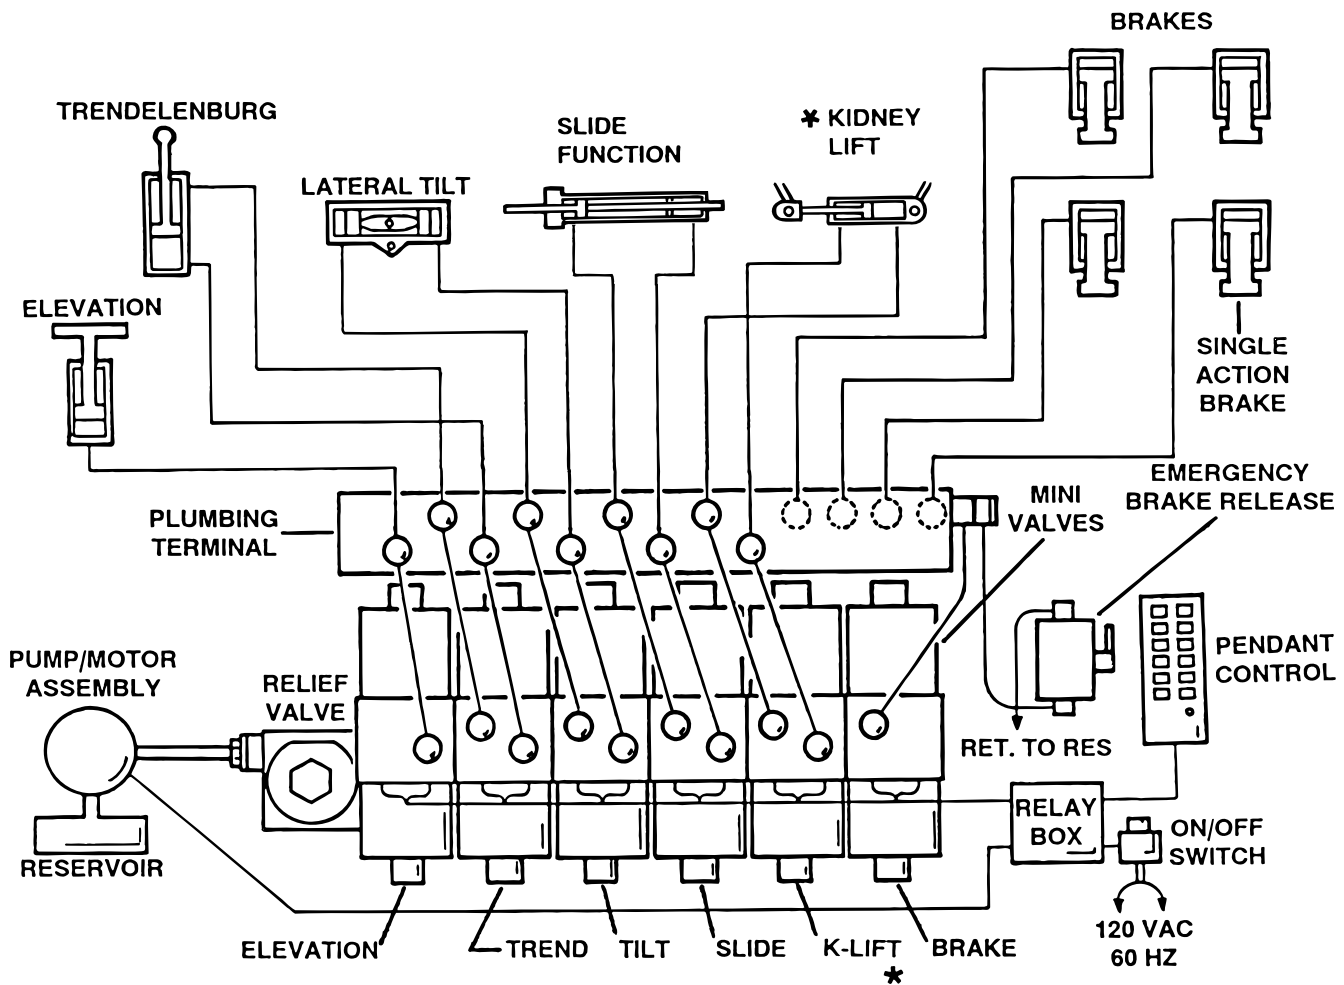 BRAKES
TRENDELENBURG
SLIDE
FUNCTION
* KIDNEY
LIFT
LATERAL TILT
ELEVATION
SINGLE
ACTION
BRAKE
EMERGENCY
BRAKE RELEASE
MINI
VALVES
PLUMBING
TERMINAL
PENDANT
CONTROL
PUMP/MOTOR
ASSEMBLY
RELIEF
VALVE
RET. TO RES
RELAY
BOX
ON/OFF
SWITCH
RESERVOIR
120 VAC
60 HZ
ELEVATION
TREND
TILT
SLIDE
K-LIFT
*
BRAKE